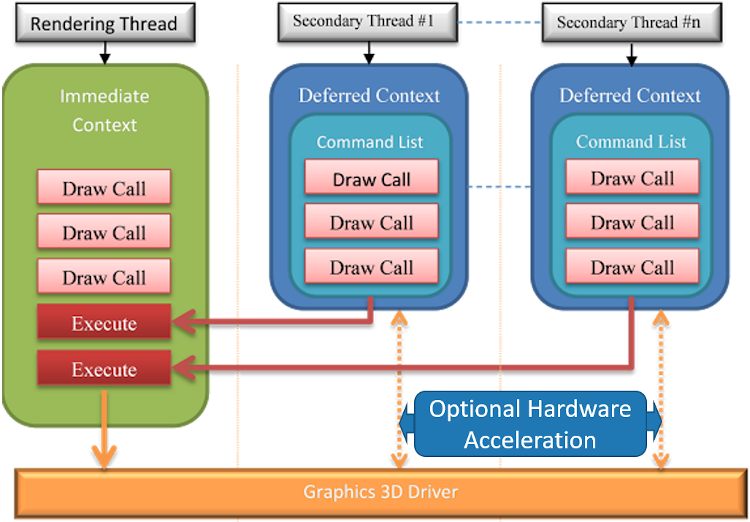 Rendering Thread
Secondary Thread #1
Secondary Thread #n
Immediate
Context
Draw Call
Draw Call
Draw Call
Execute
Execute
Deferred Context
Command List
Draw Call
Draw Call
Draw Call
Deferred Context
Command List
Draw Call
Draw Call
Draw Call
Optional Hardware
Acceleration
Graphics 3D Driver